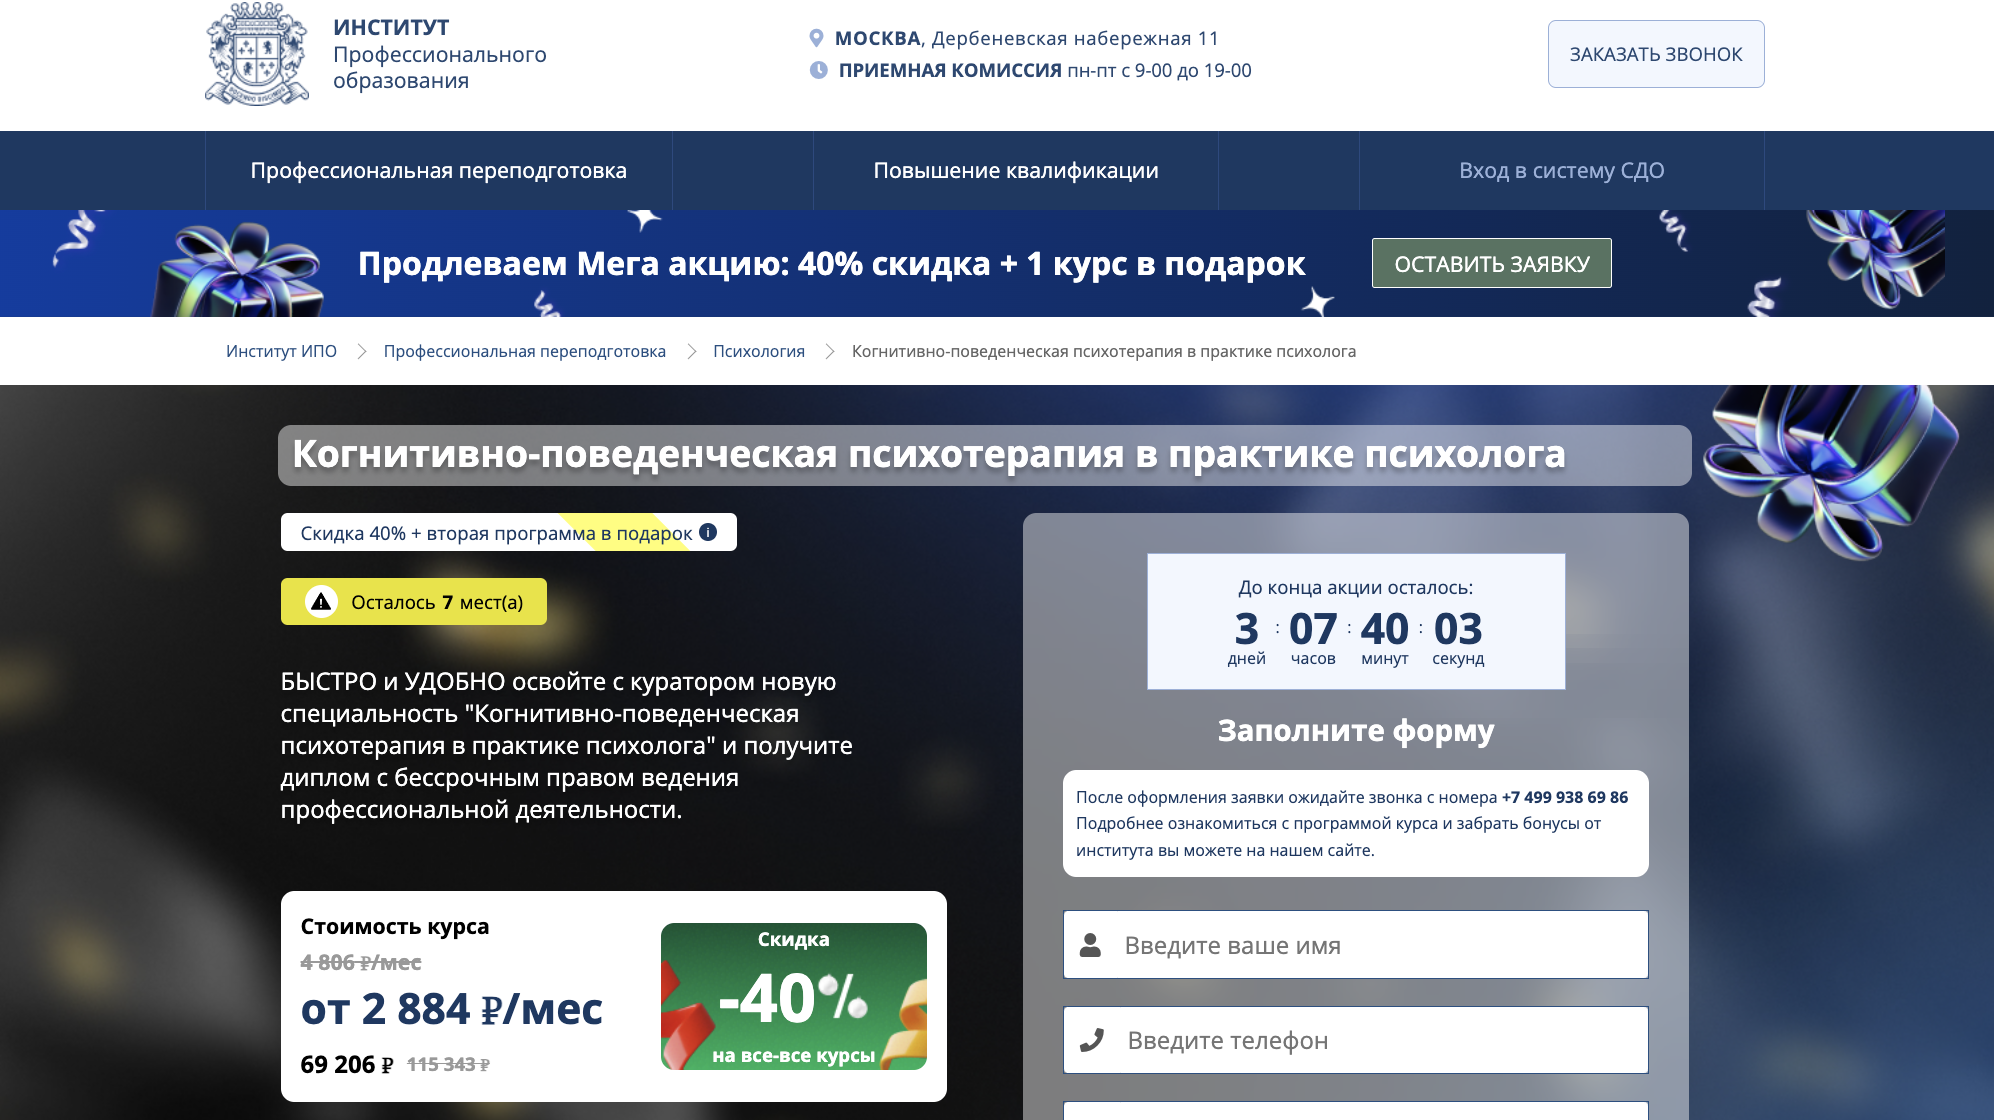 ИНСТИТУТ
Профессионального
образования
МОСКВА, Дербеневская набережная 11
ПРИЕМНАЯ КОМИССИЯ пн-пт с 9-00 до 19-00
ЗАКАЗАТЬ ЗВОНОК
Профессиональная переподготовка
Повышение квалификации
Вход в систему СДО
Продлеваем Мега акцию: 40% скидка + 1 курс в подарок
ОСТАВИТЬ ЗАЯВКУ
Институт ИПО
Профессиональная переподготовка
Психология
Когнитивно-поведенческая психотерапия в практике психолога
Когнитивно-поведенческая психотерапия в практике психолога
Скидка 40% + вторая программа в подарок
Осталось 7 мест(а)
БЫСТРО и УДОБНО освойте с куратором новую
специальность "Когнитивно-поведенческая
психотерапия в практике психолога" и получите
диплом с бессрочным правом ведения
профессиональной деятельности.
Стоимость курса
4 806 ₽/мес
от 2 884 ₽/мес
69 206 ₽ 115 343 ₽
Скидка
-40%
на все-все курсы
До конца акции осталось:
3 : 07 : 40 : 03
дней часов минут секунд
Заполните форму
После оформления заявки ожидайте звонка с номера +7 499 938 69 86
Подробнее ознакомиться с программой курса и забрать бонусы от
института вы можете на нашем сайте.
Введите ваше имя
Введите телефон